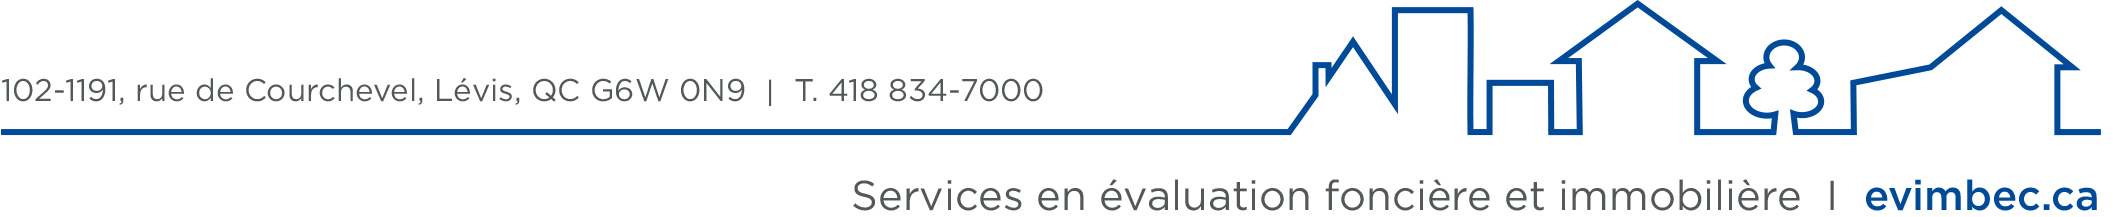 102-1191, rue de Courchevel, Lévis, QC G6W 0N9 | T. 418 834-7000
Services en évaluation foncière et immobilière | evimbec.ca